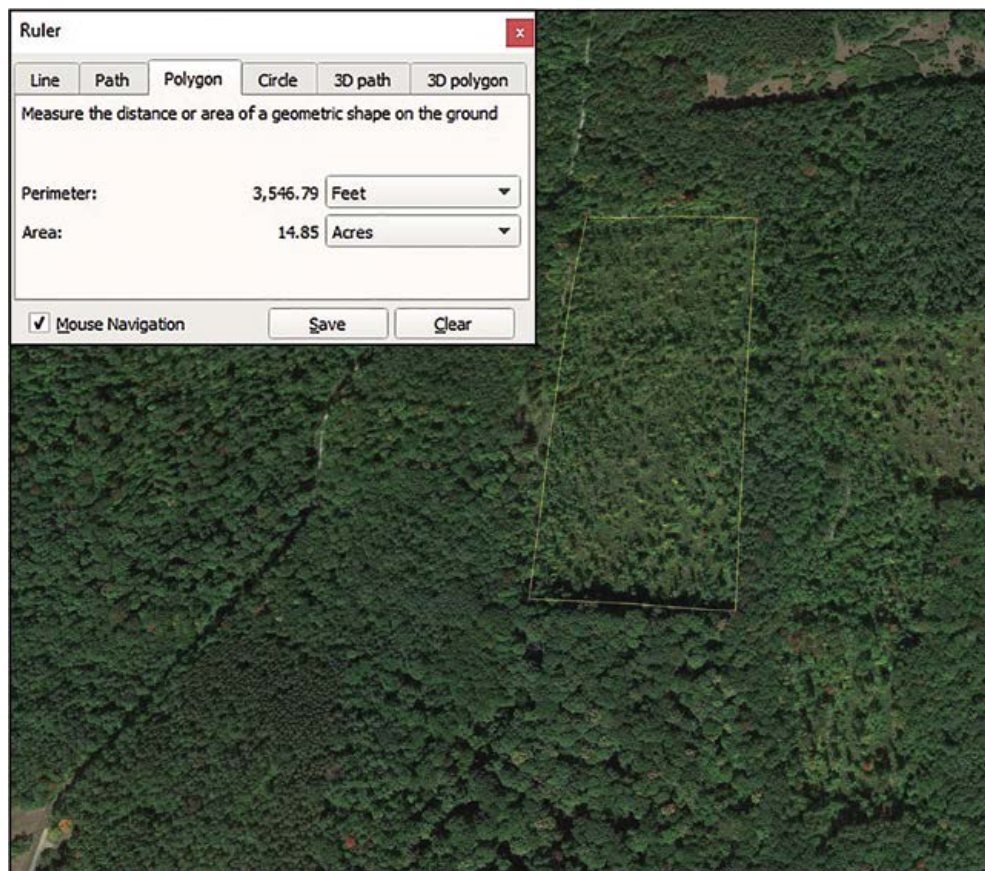 Ruler
x
Line Path Polygon Circle 3D path 3D polygon
Measure the distance or area of a geometric shape on the ground
Perimeter: 3,546.79 Feet
Area: 14.85 Acres
Mouse Navigation Save Clear